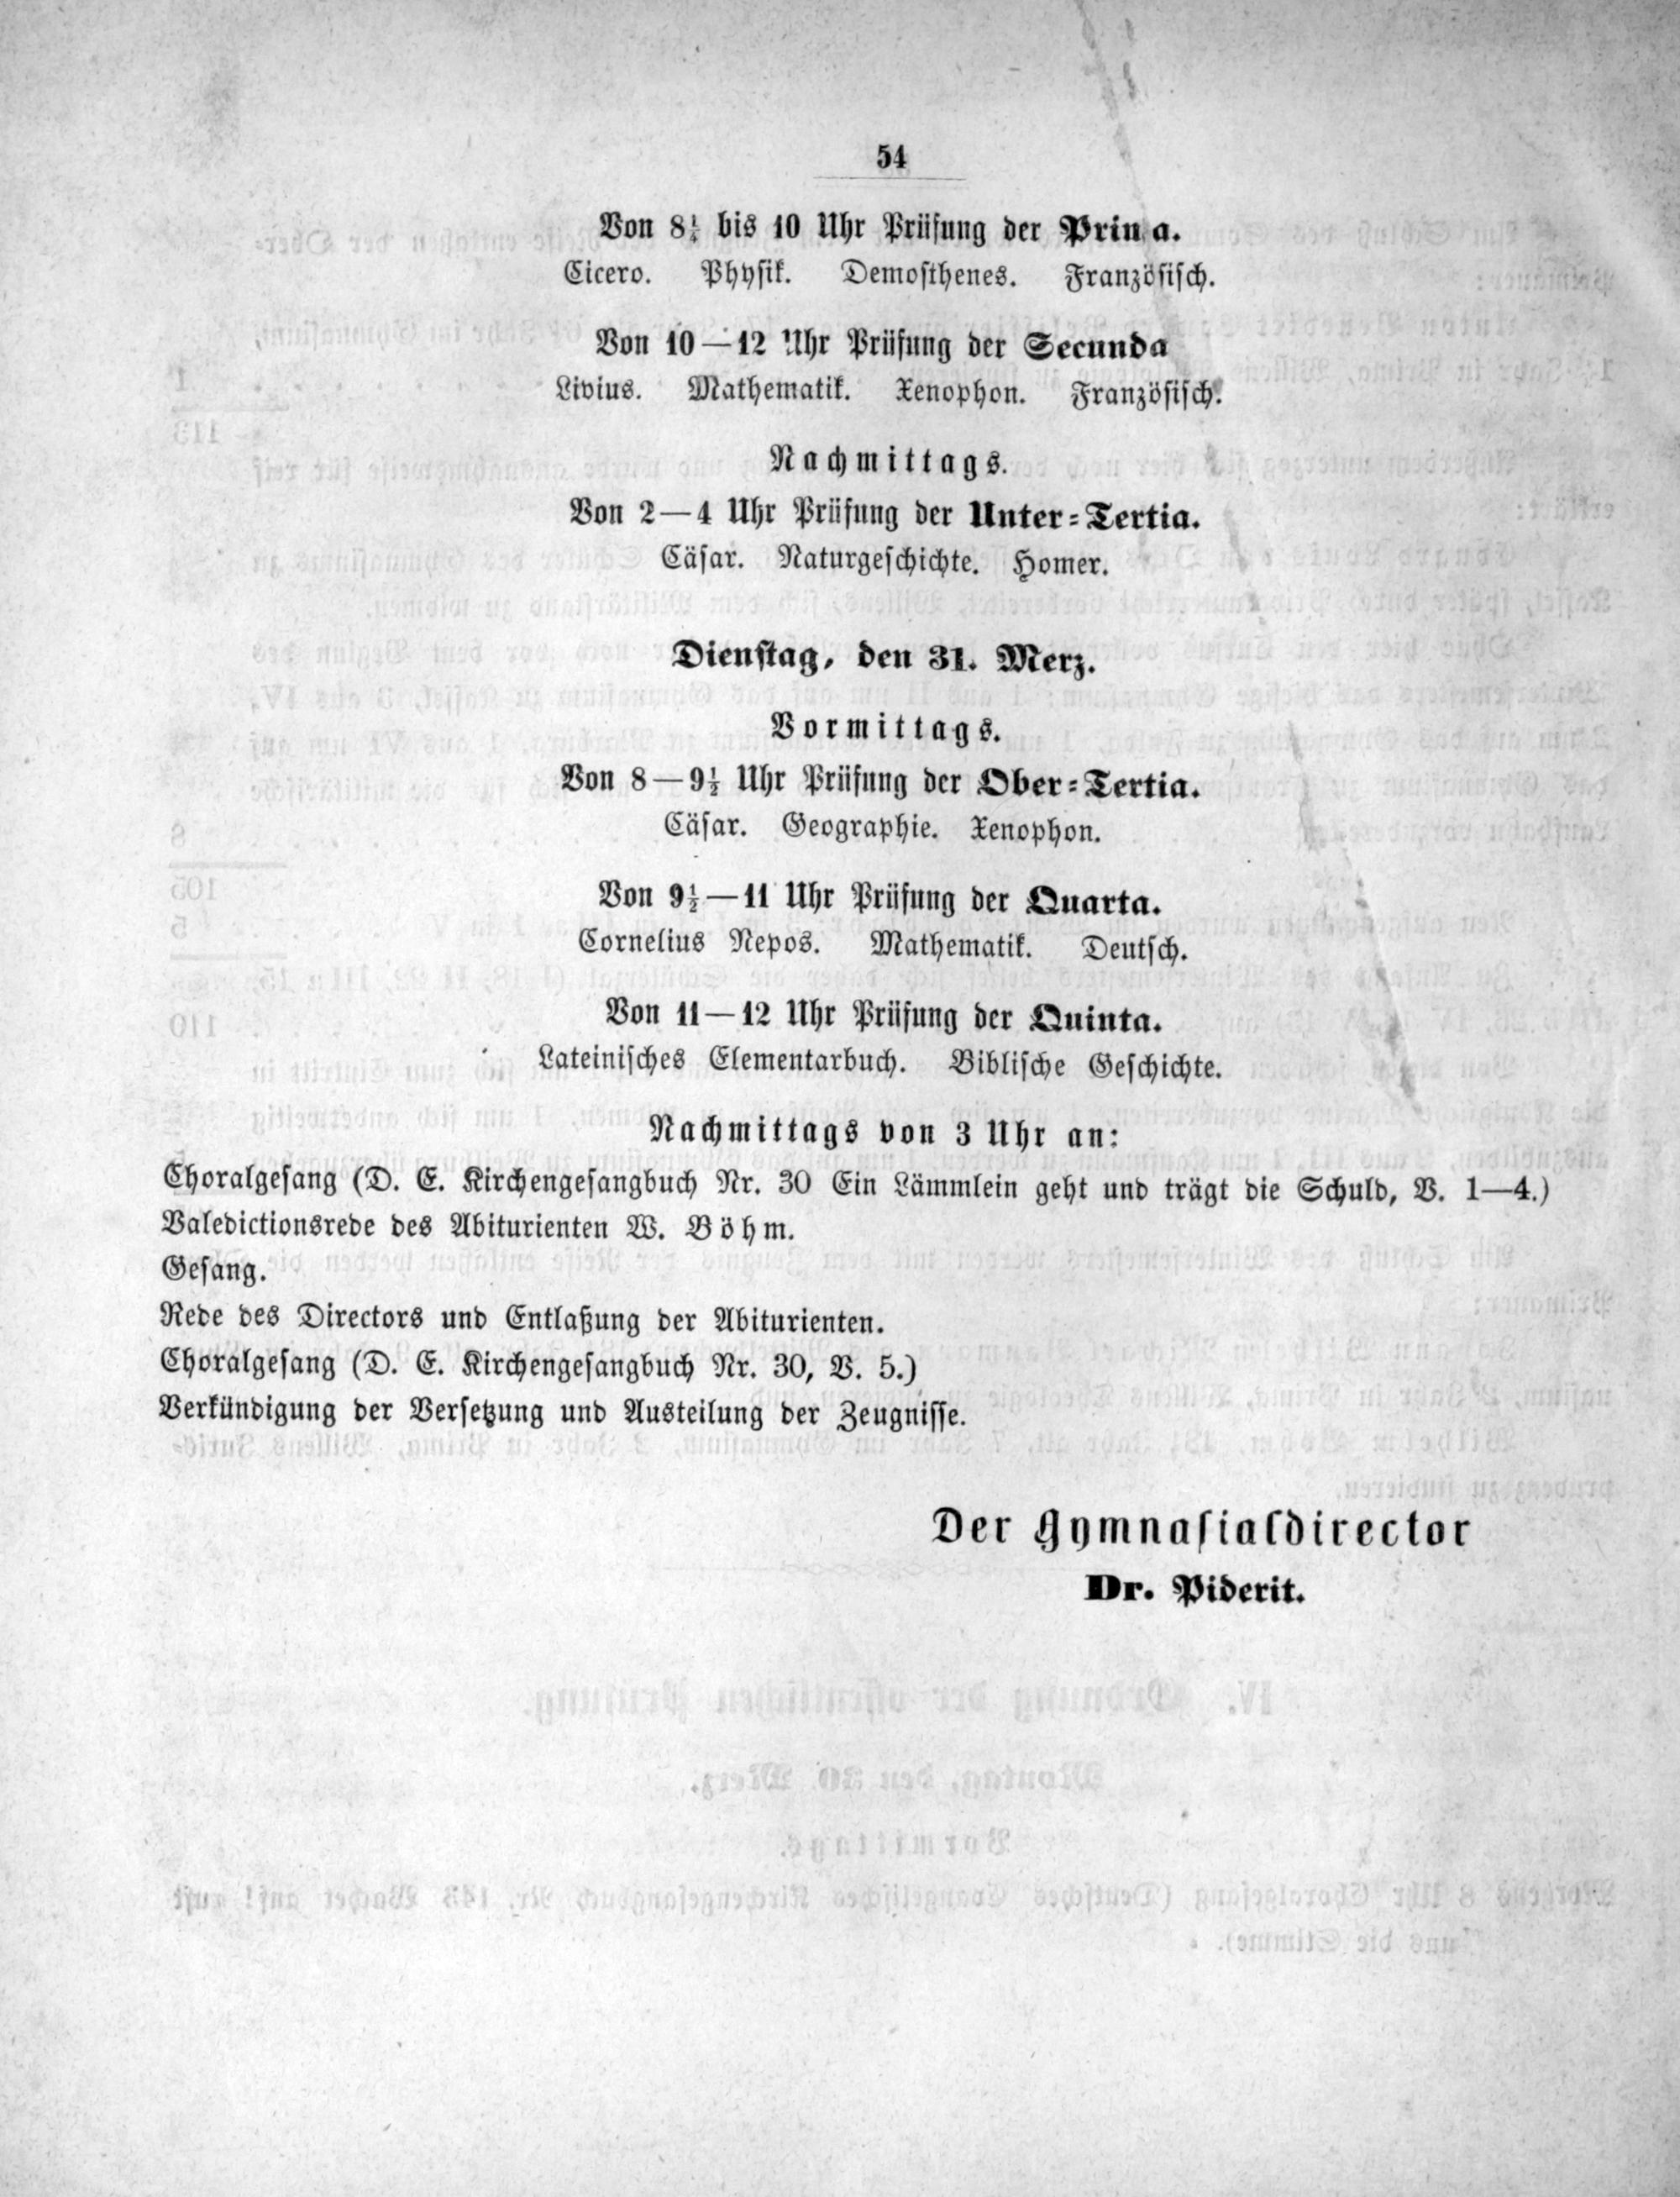 54
Von 8¼ bis 10 Uhr Prüfung der Prima.
Cicero. Physik. Demosthenes. Französisch.
Von 10—12 Uhr Prüfung der Secunda
Livius. Mathematik. Xenophon. Französisch.
Nachmittags.
Von 2—4 Uhr Prüfung der Unter-Tertia.
Cäsar. Naturgeschichte. Homer.
Dienstag, den 31. Merz.
Vormittags.
Von 8—9½ Uhr Prüfung der Ober-Tertia.
Cäsar. Geographie. Xenophon.
Von 9½—11 Uhr Prüfung der Quarta.
Cornelius Nepos. Mathematik. Deutsch.
Von 11—12 Uhr Prüfung der Quinta.
Lateinisches Elementarbuch. Biblische Geschichte.
Nachmittags von 3 Uhr an:
Choralgesang (D. E. Kirchengesangbuch Nr. 30 Ein Lämmlein geht und trägt die Schuld, V. 1—4.)
Valedictionsrede des Abiturienten W. Böhm.
Gesang.
Rede des Directors und Entlaßung der Abiturienten.
Choralgesang (D. E. Kirchengesangbuch Nr. 30, V. 5.)
Verkündigung der Versetzung und Austeilung der Zeugnisse.
Der Gymnasialdirector
Dr. Piderit.